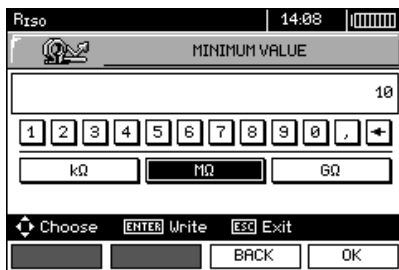 RISO 14:08
MINIMUM VALUE
10
1 2 3 4 5 6 7 8 9 0 ,
kΩ MΩ GΩ
Choose ENTER Write ESC Exit
BACK OK